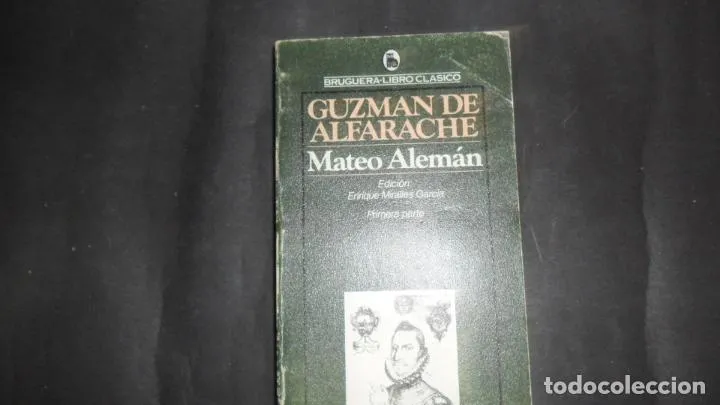 BRUGUERA-LIBRO CLASICO
GUZMAN DE
ALFARACHE
Mateo Alemán
Edición:
Enrique Miralles García
Primera parte
todocoleccion